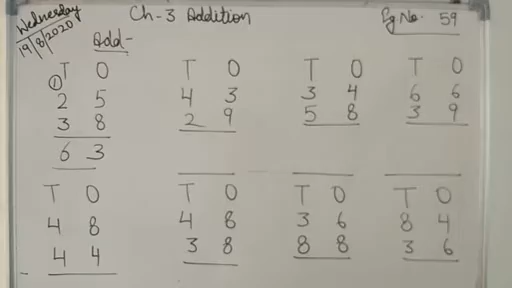 Wednesday
19/8/2020
Ch-3 Addition
Pg No. 59
Add-
T O T O T O T O
1
2 5 4 3 3 4 6 6
3 8 2 9 5 8 3 9
6 3
T O T O T O T O
4 8 4 8 3 6 8 4
4 4 3 8 8 8 3 6